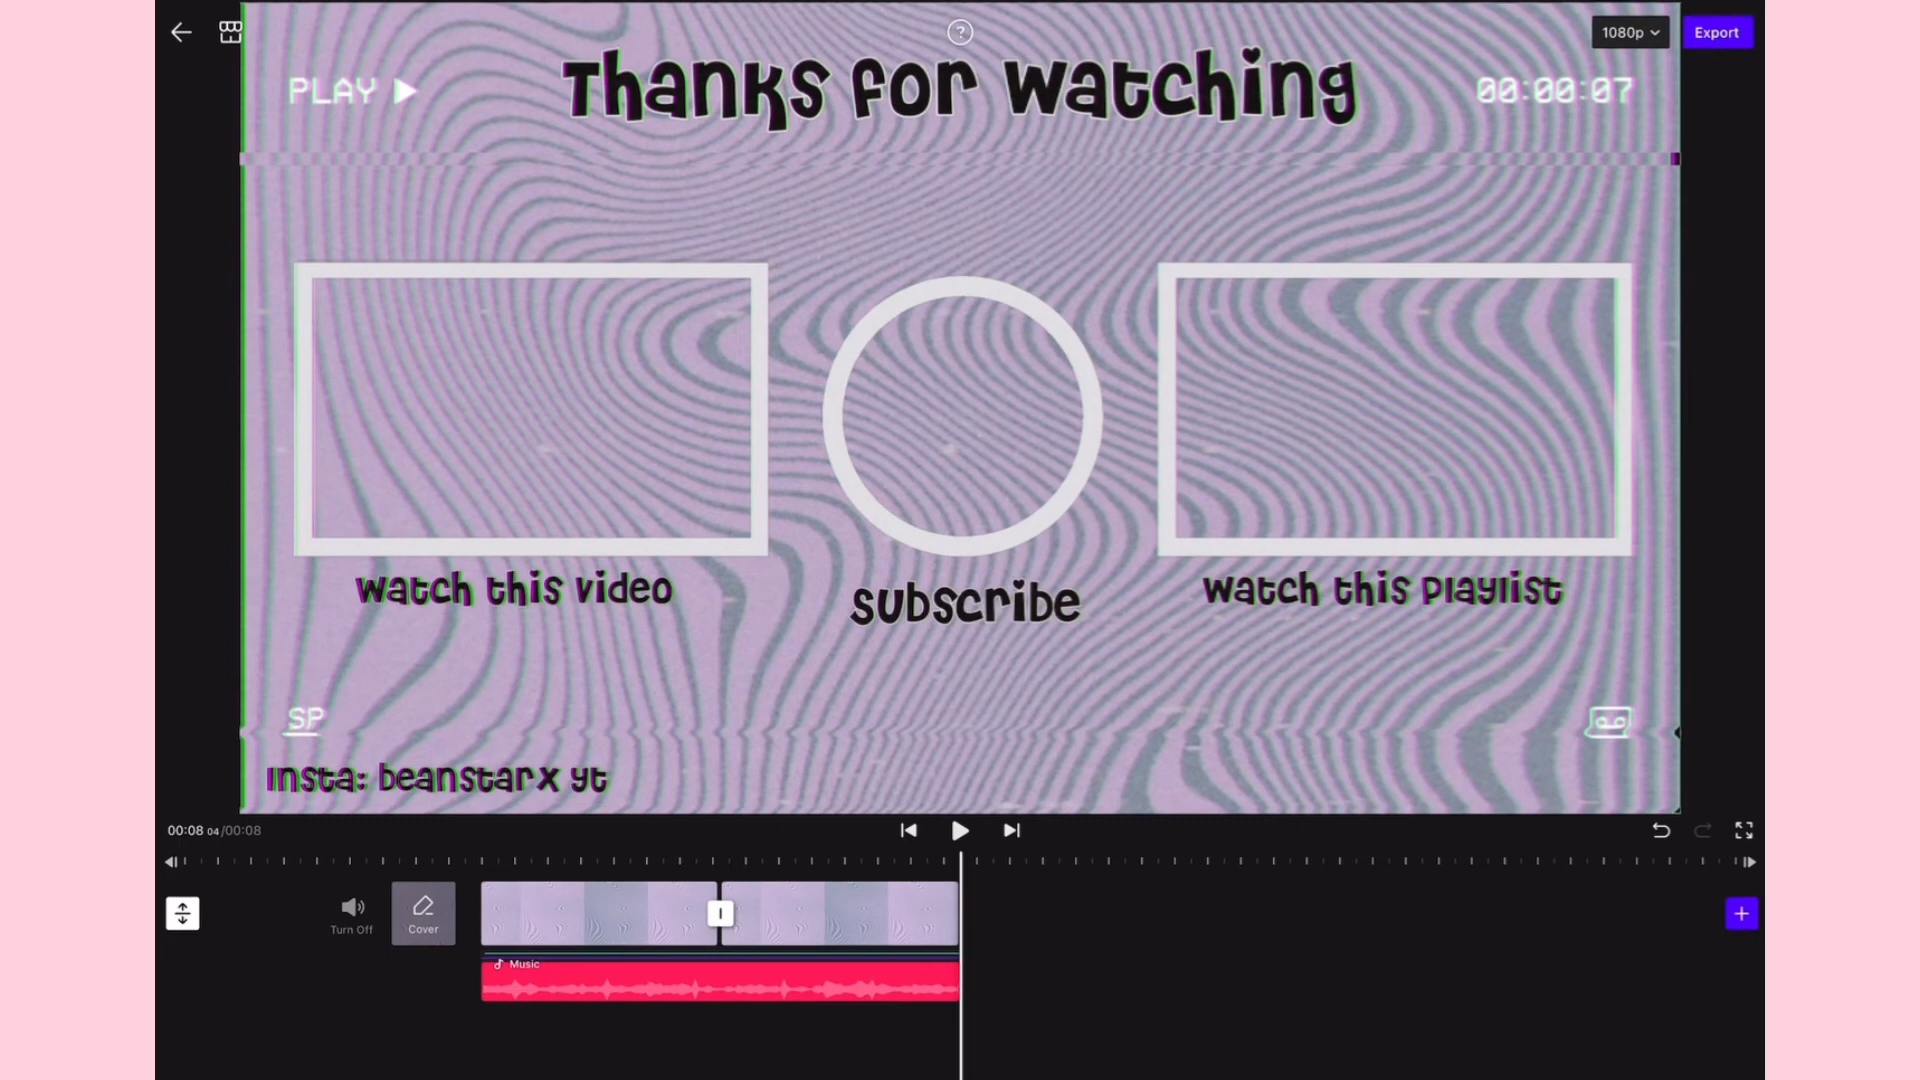 ?
1080p
Export
PLAY
Thanks for Watching
00:00:07
watch this video
subscribe
watch this playlist
SP
Insta: beanstarx yt
00:08 04/00:08
Turn Off
Cover
Music